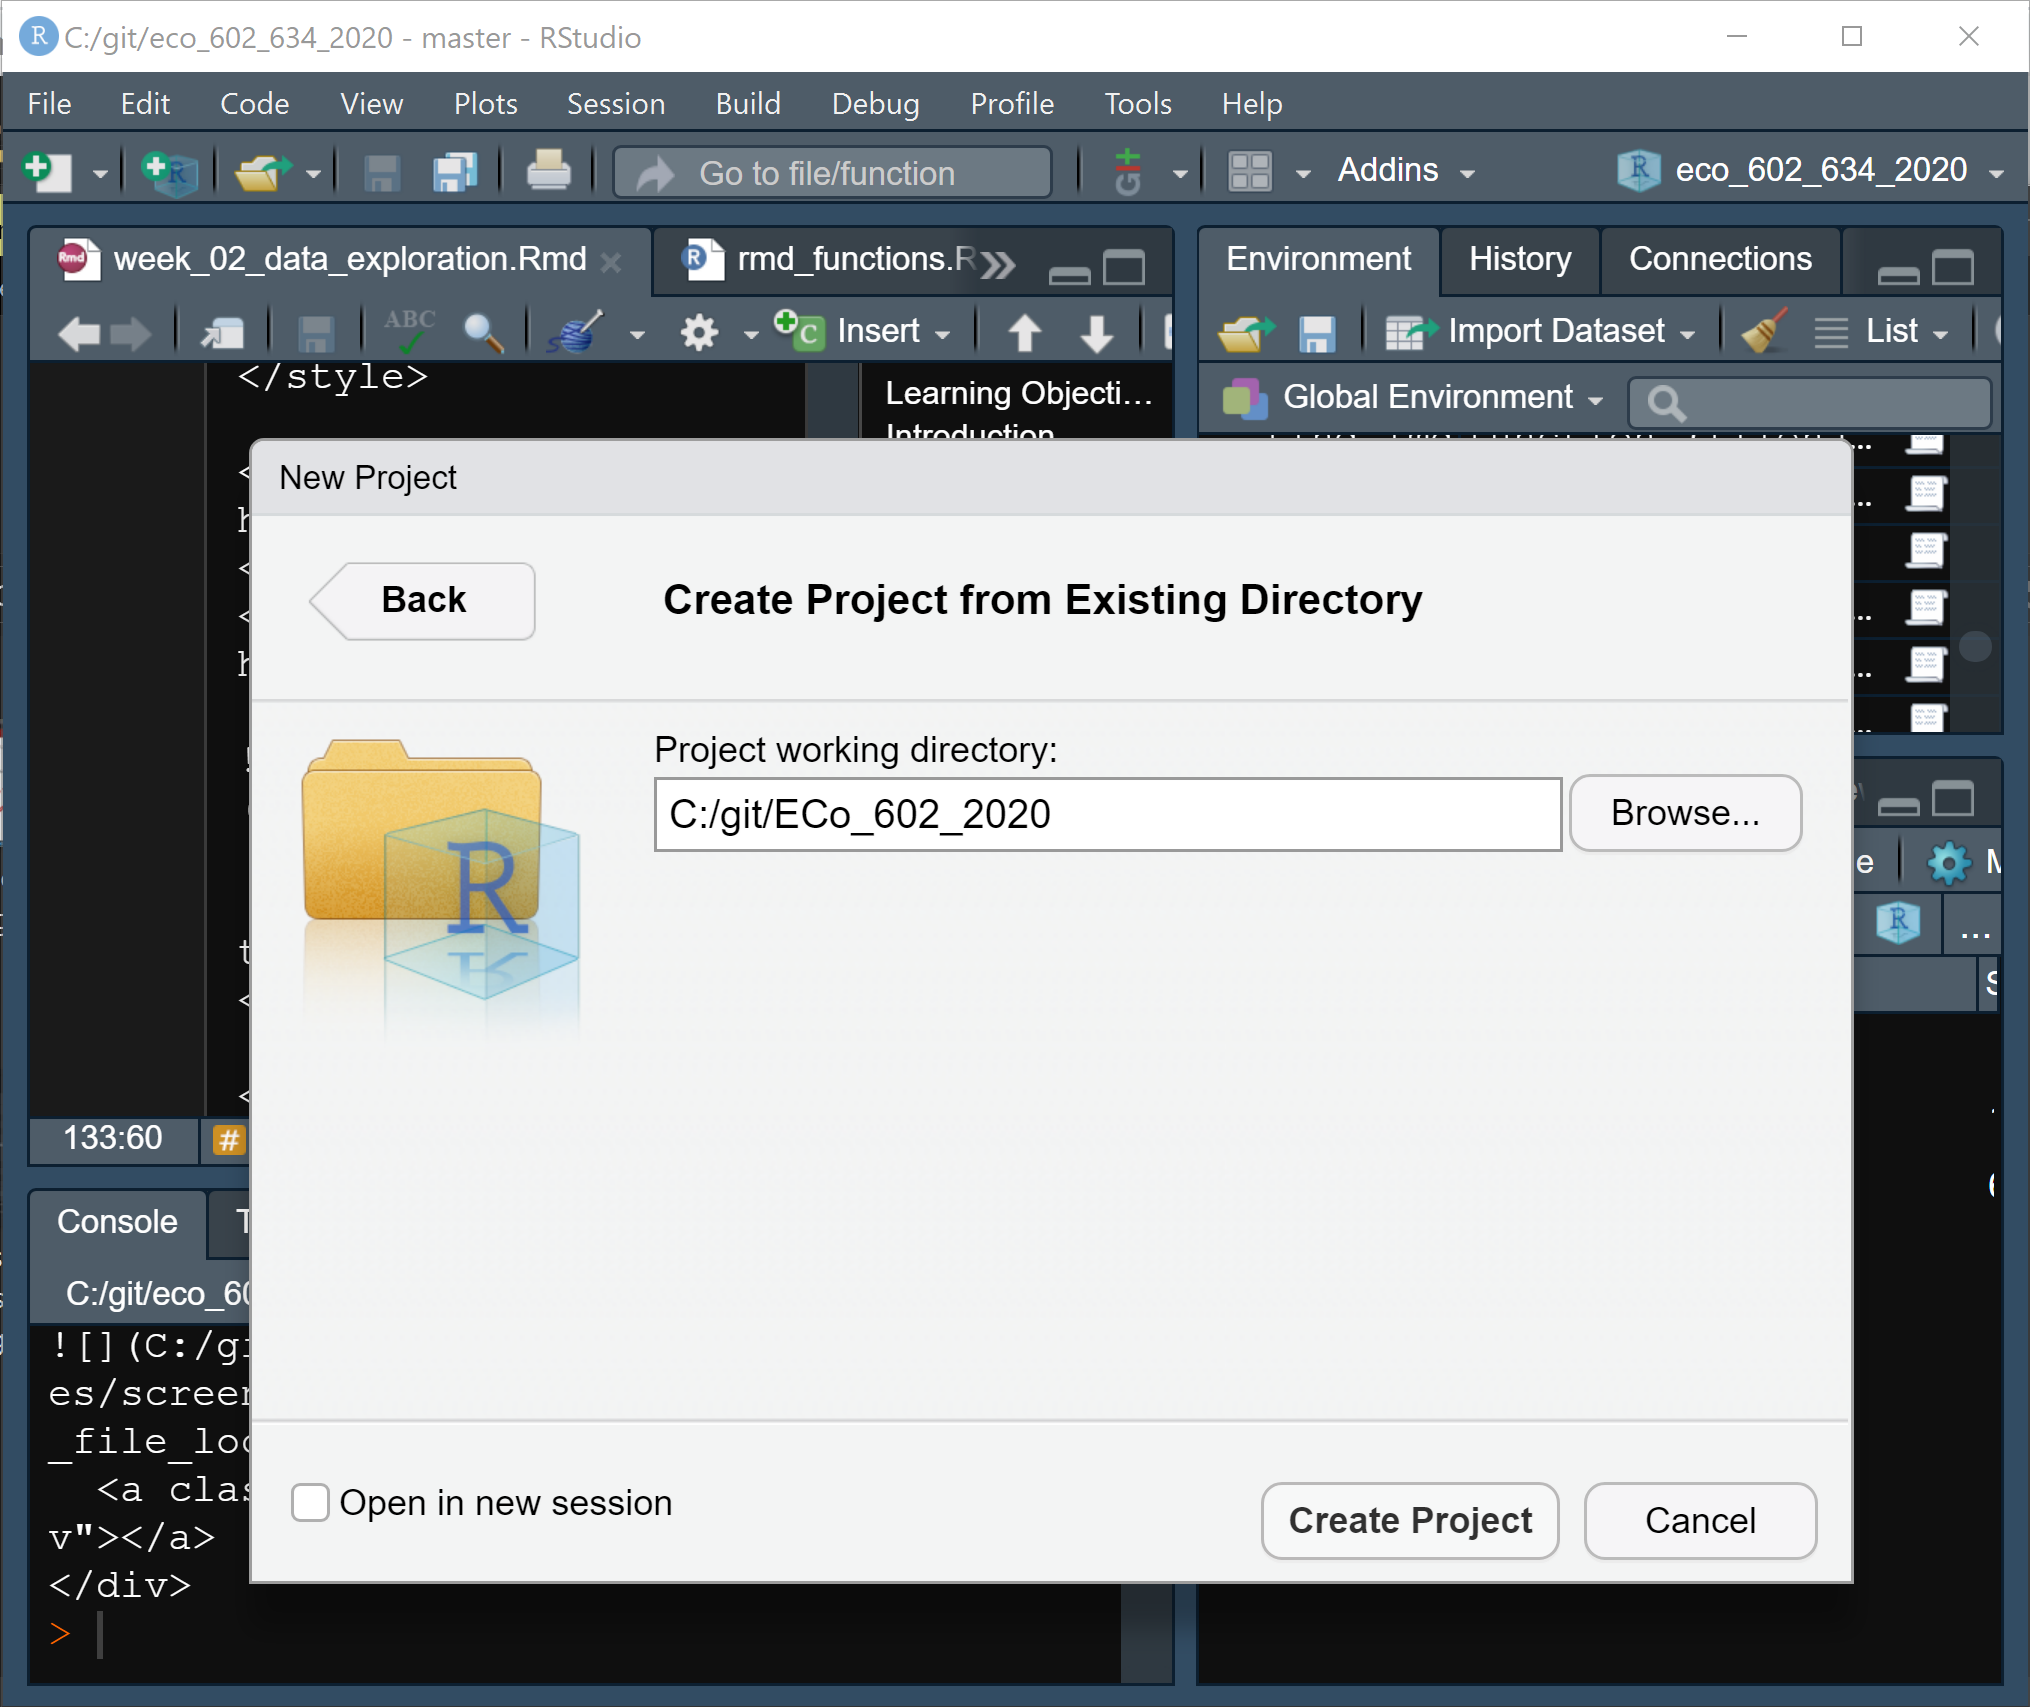 C:/git/eco_602_634_2020 - master - RStudio
File Edit Code View Plots Session Build Debug Profile Tools Help
Go to file/function Addins eco_602_634_2020
week_02_data_exploration.Rmd rmd_functions.R
Environment History Connections
ABC Insert
Import Dataset List
</style>
Learning Objecti...
Introduction
Global Environment
New Project
Back
Create Project from Existing Directory
Project working directory:
C:/git/ECo_602_2020
Browse...
133:60
Console
C:/git/eco_60
![](C:/gi
es/screen
_file_loc
<a clas
v"></a>
</div>
>
Open in new session
Create Project
Cancel